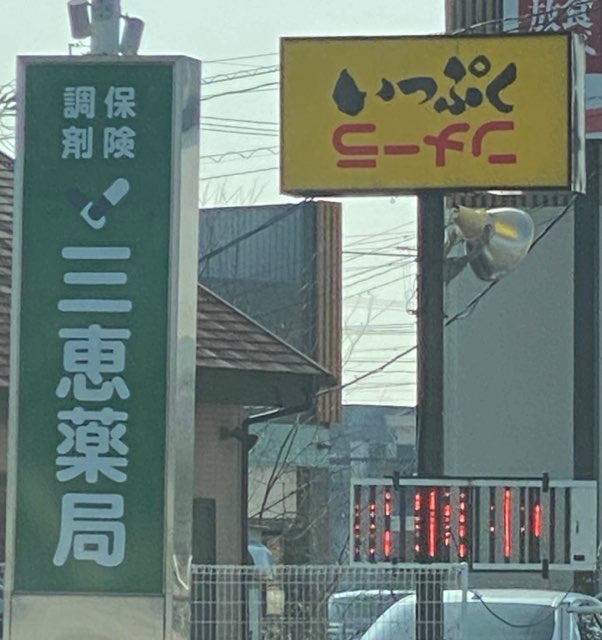 保険
調剤
三恵薬局
いっぷく
ラーメン